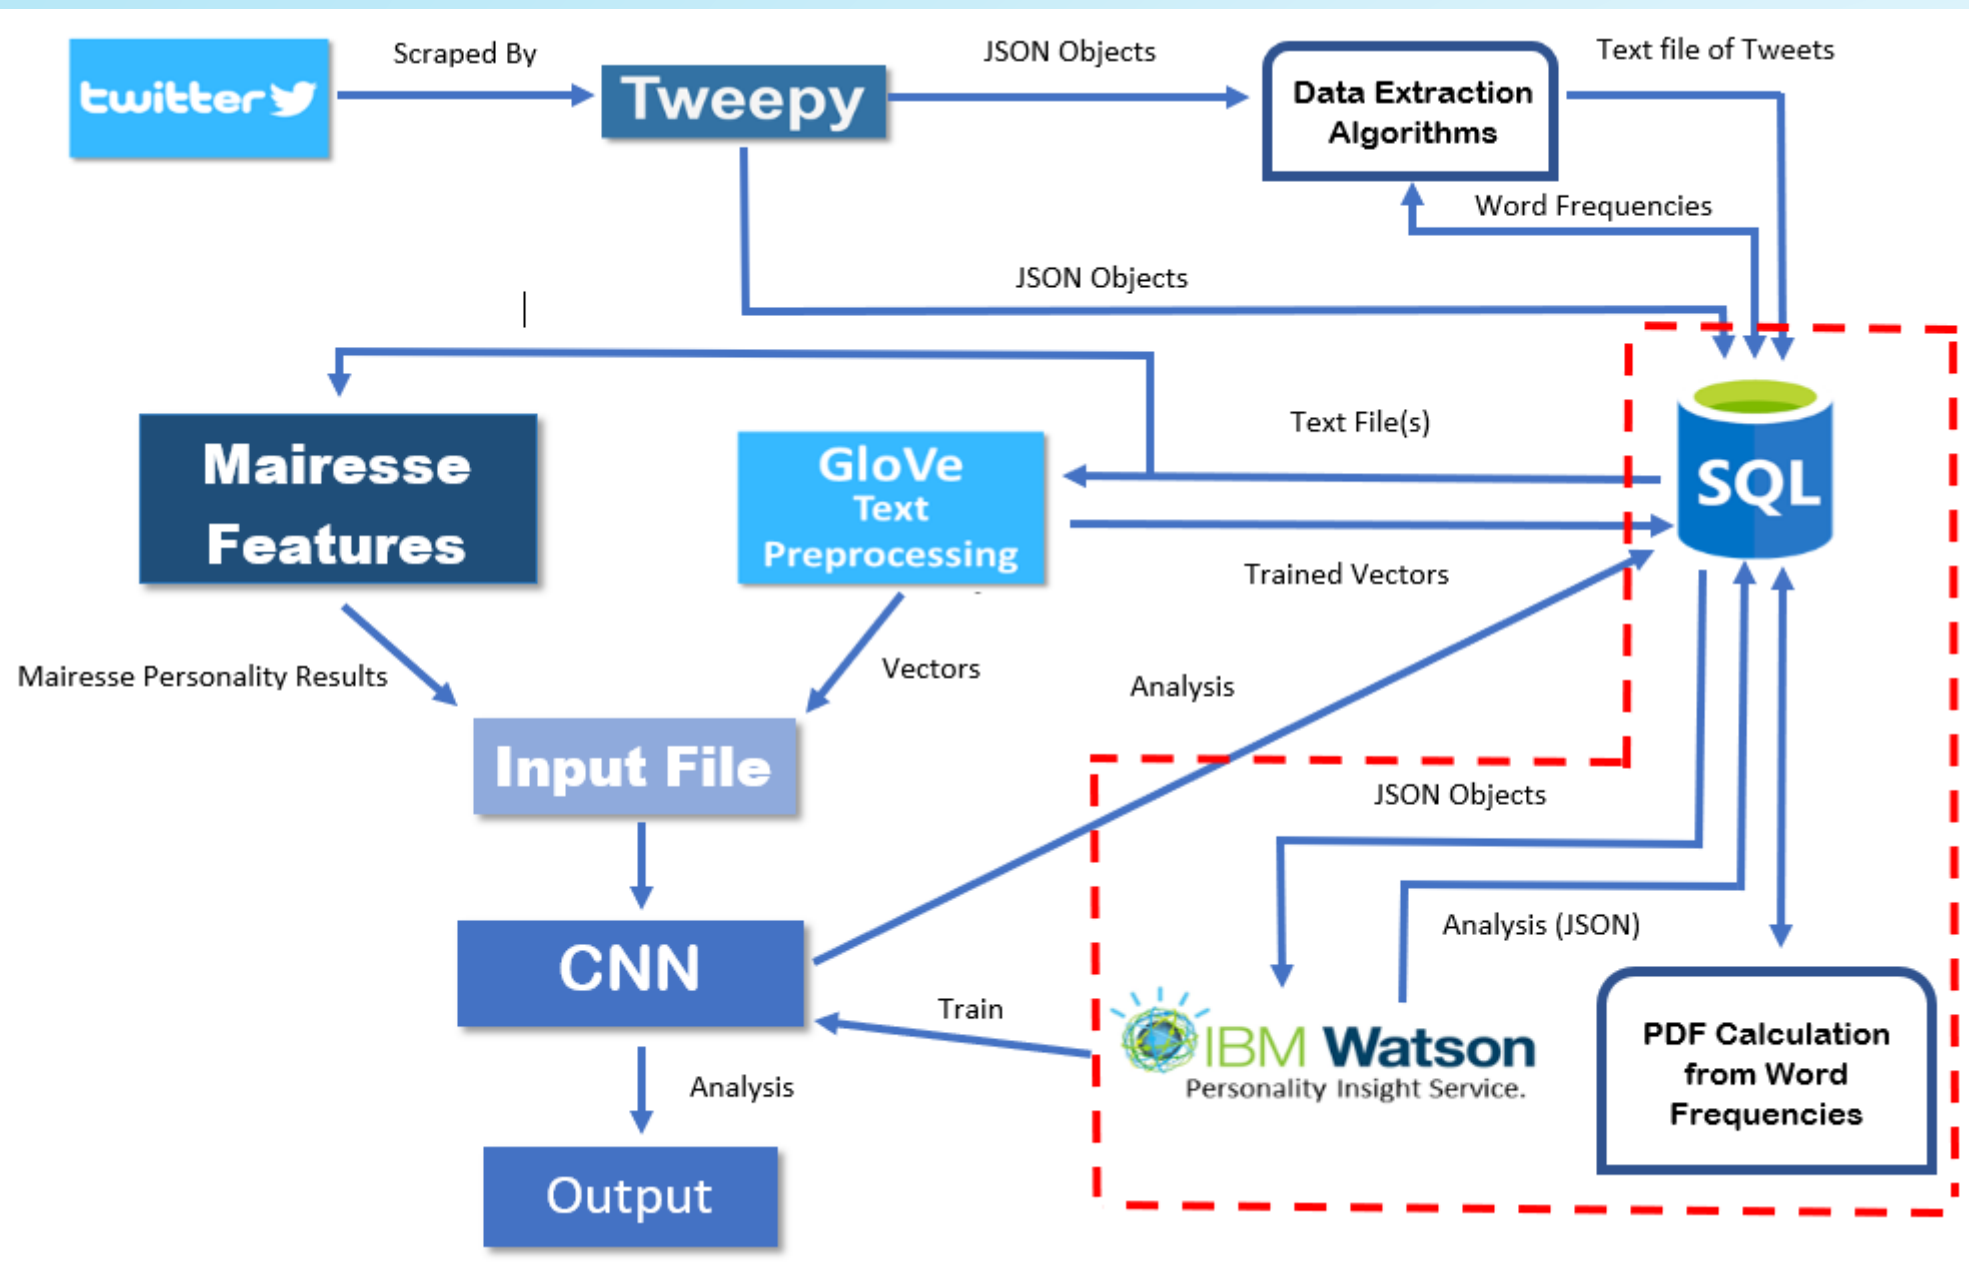 twitter
Scraped By
Tweepy
JSON Objects
Data Extraction
Algorithms
Text file of Tweets
Word Frequencies
JSON Objects
Mairesse
Features
GloVe
Text
Preprocessing
Text File(s)
SQL
Trained Vectors
Mairesse Personality Results
Vectors
Analysis
Input File
JSON Objects
CNN
Analysis (JSON)
Train
IBM Watson
Personality Insight Service.
PDF Calculation
from Word
Frequencies
Analysis
Output